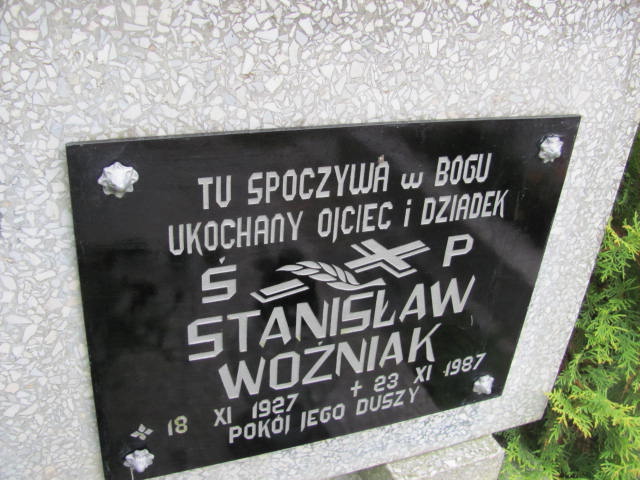 TU SPOCZYWA w BOGU
UKOCHANY OJCIEC i DZIADEK
Ś P
STANISŁAW
WOŹNIAK
18 XI 1927 + 23 XI 1987
POKÓJ JEGO DUSZY